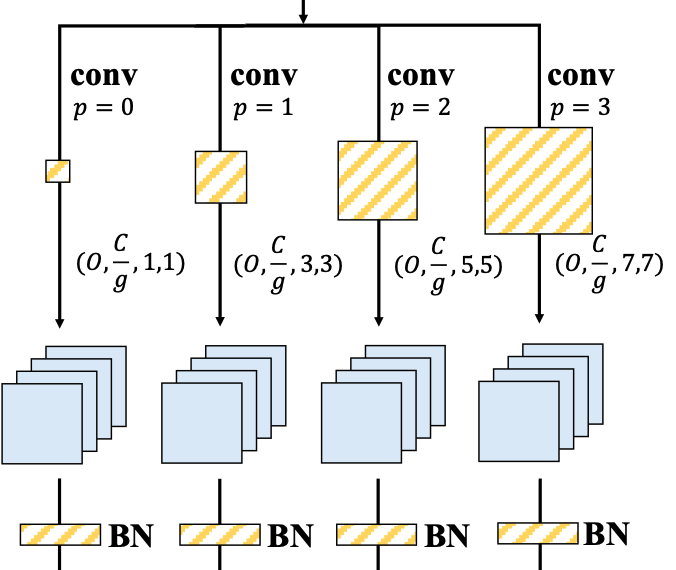 conv conv conv conv
p = 0 p = 1 p = 2 p = 3
(O, C/g, 1,1) (O, C/g, 3,3) (O, C/g, 5,5) (O, C/g, 7,7)
BN BN BN BN